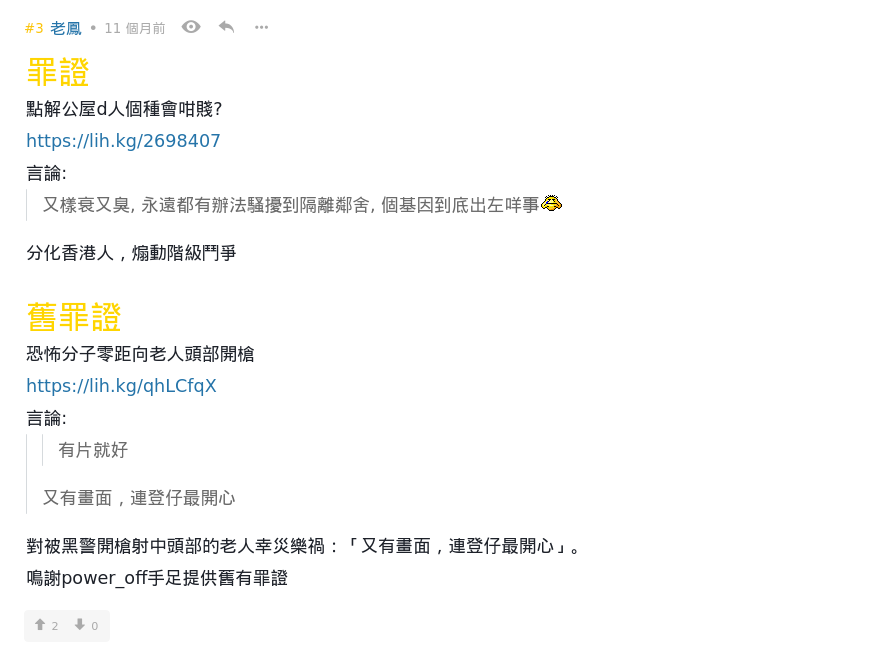 #3 老鳳 • 11 個月前
罪證
點解公屋d人個種會咁賤?
https://lih.kg/2698407
言論:
又樣衰又臭, 永遠都有辦法騷擾到隔離鄰舍, 個基因到底出左咩事
分化香港人，煽動階級鬥爭
舊罪證
恐怖分子零距向老人頭部開槍
https://lih.kg/qhLCfqX
言論:
有片就好
又有畫面，連登仔最開心
對被黑警開槍射中頭部的老人幸災樂禍：「又有畫面，連登仔最開心」。
鳴謝power_off手足提供舊有罪證
2 0